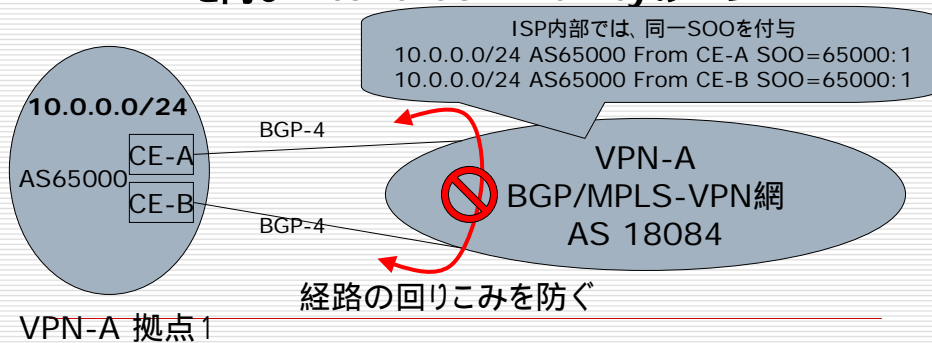 ISP内部では、同一SOOを付与
10.0.0.0/24 AS65000 From CE-A SOO=65000:1
10.0.0.0/24 AS65000 From CE-B SOO=65000:1
10.0.0.0/24
BGP-4
CE-A
AS65000
CE-B
BGP-4
VPN-A
BGP/MPLS-VPN網
AS 18084
経路の回りこみを防ぐ
VPN-A 拠点1